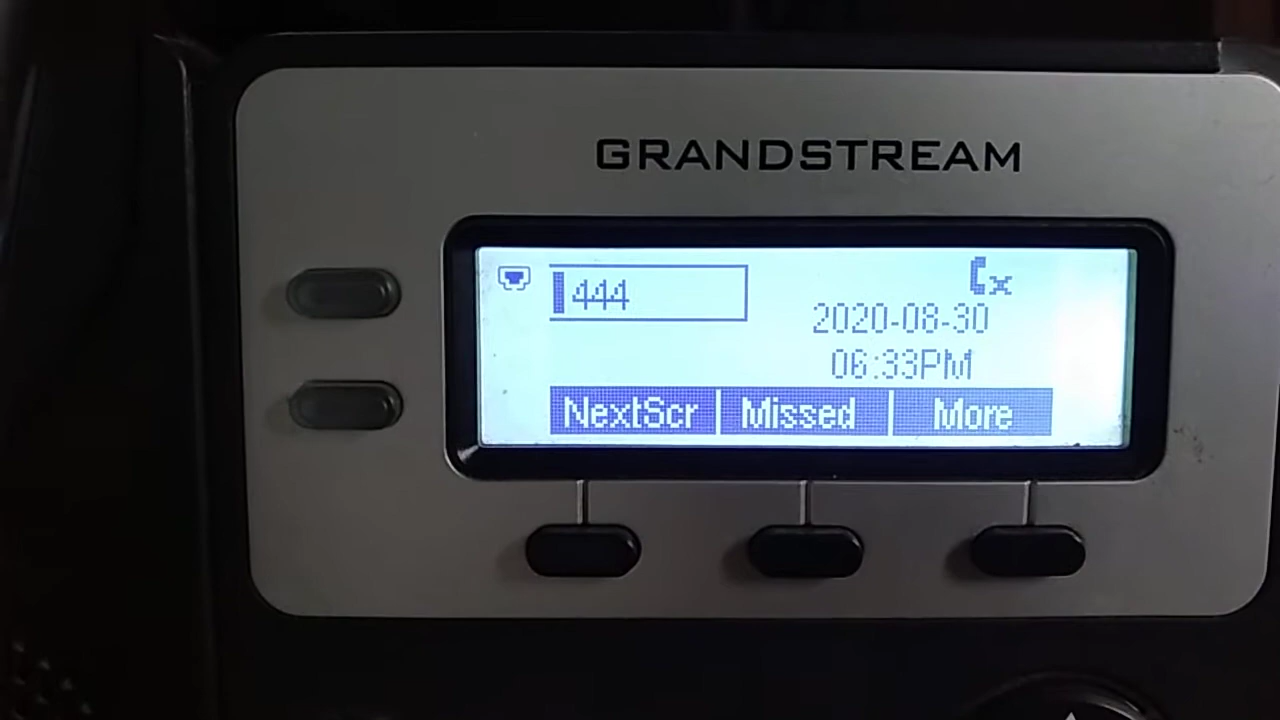 GRANDSTREAM
444
2020-08-30
06:33PM
NextScr Missed More